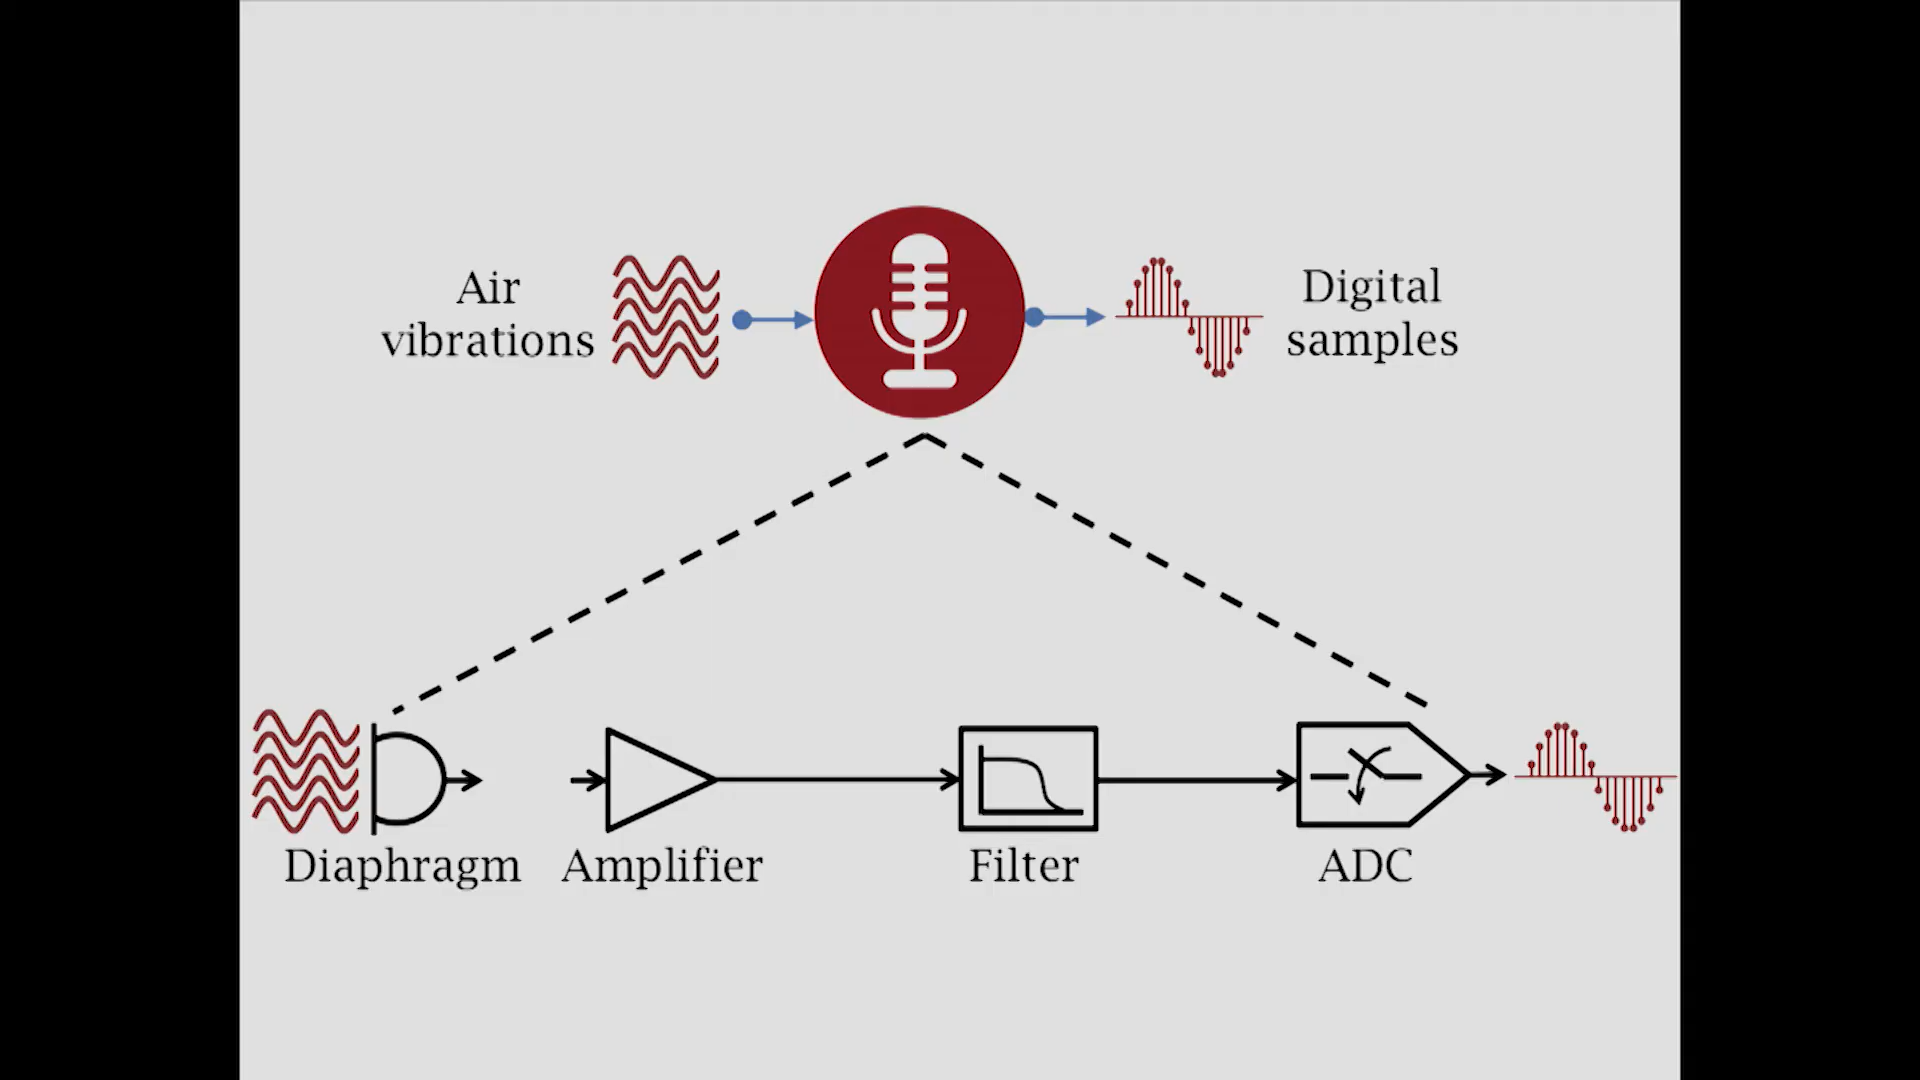 Air
vibrations
Digital
samples
Diaphragm
Amplifier
Filter
ADC